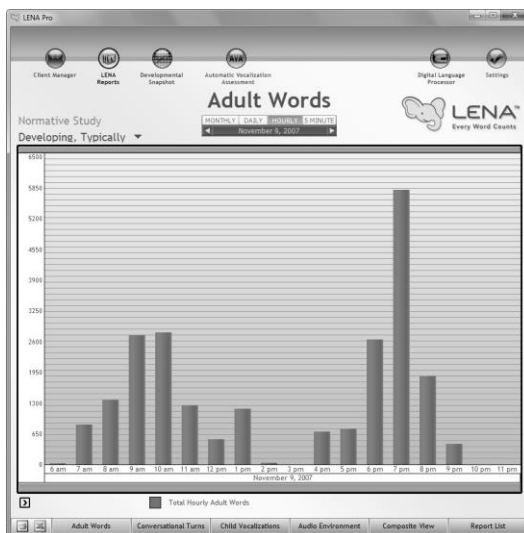 LENA Pro
Client Manager
LENA Reports
Developmental Snapshot
AVA
Automatic Vocalization Assessment
Digital Language Processor
Settings
Adult Words
Normative Study
Developing, Typically
MONTHLY DAILY HOURLY 5 MINUTE
November 9, 2007
LENA™
Every Word Counts
6500
5850
5200
4550
3900
3250
2600
1950
1300
650
0
6 am 7 am 8 am 9 am 10 am 11 am 12 pm 1 pm 2 pm 3 pm 4 pm 5 pm 6 pm 7 pm 8 pm 9 pm 10 pm 11 pm
November 9, 2007
Total Hourly Adult Words
Adult Words Conversational Turns Child Vocalizations Audio Environment Composite View Report List